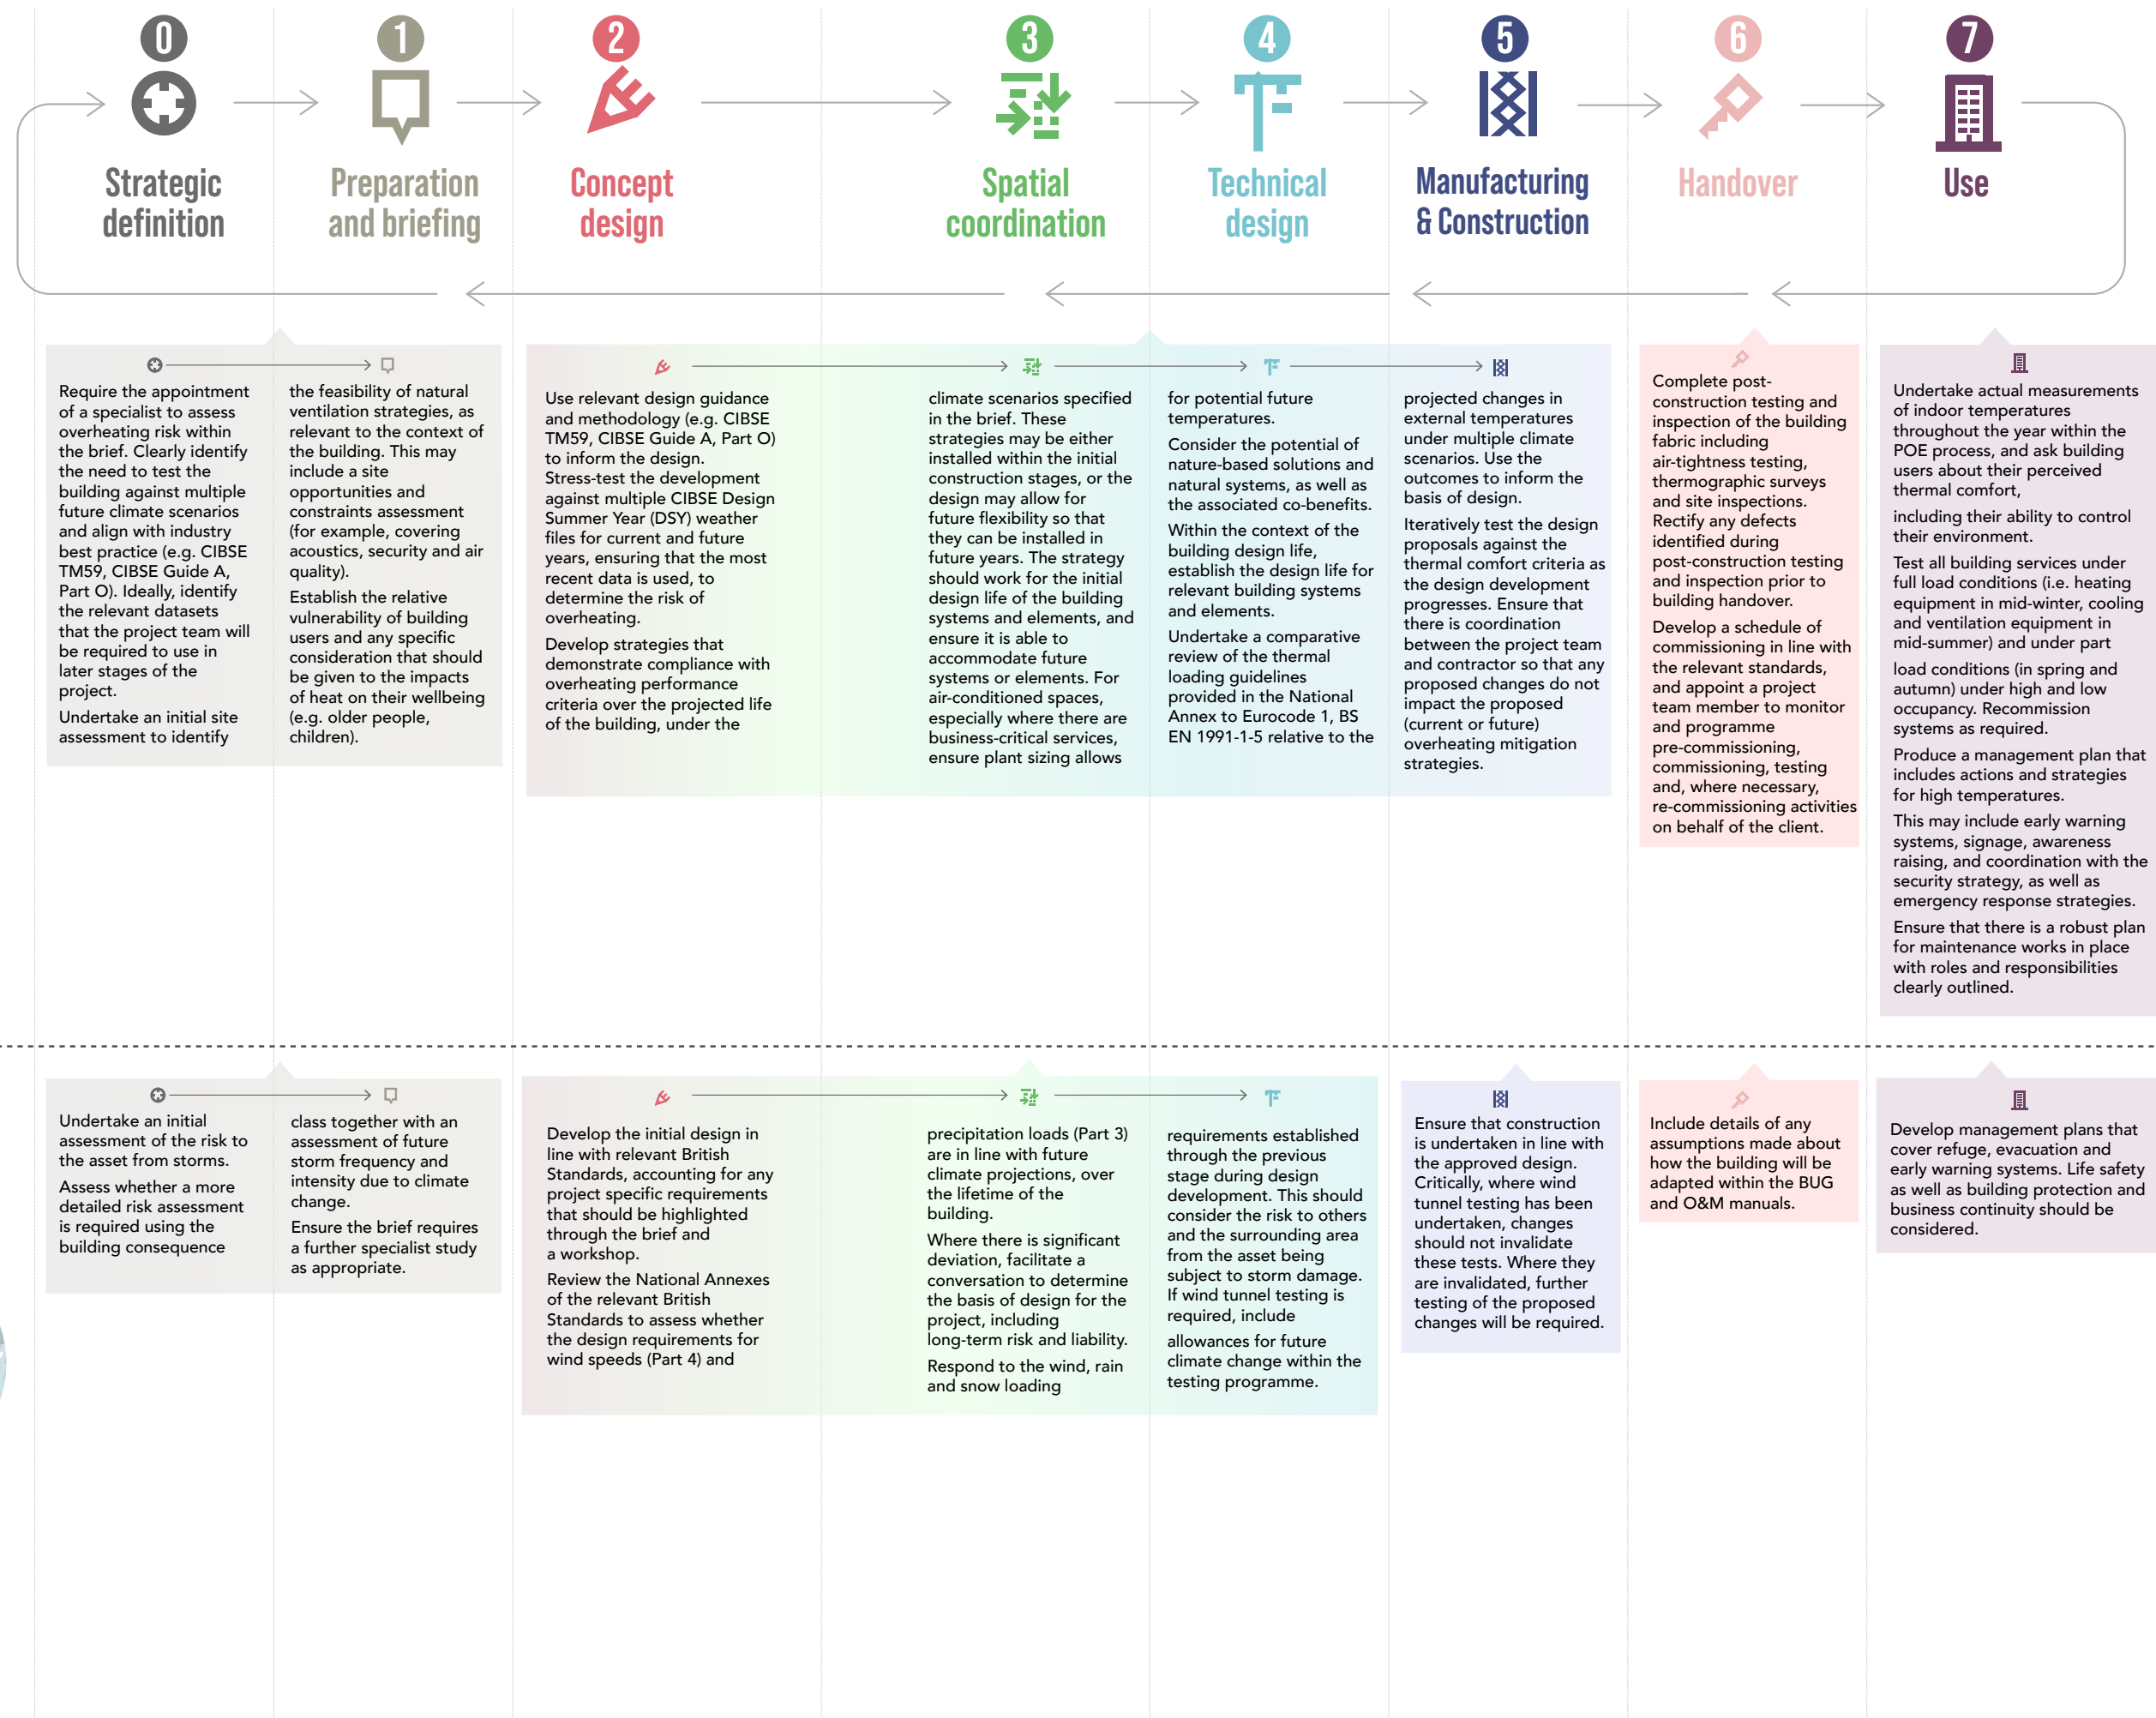 0
1
2
3
4
5
6
7
Strategic
definition
Preparation
and briefing
Concept
design
Spatial
coordination
Technical
design
Manufacturing
& Construction
Handover
Use
Require the appointment
of a specialist to assess
overheating risk within
the brief. Clearly identify
the need to test the
building against multiple
future climate scenarios
and align with industry
best practice (e.g. CIBSE
TM59, CIBSE Guide A,
Part O). Ideally, identify
the relevant datasets
that the project team will
be required to use in
later stages of the
project.
Undertake an initial site
assessment to identify
the feasibility of natural
ventilation strategies, as
relevant to the context of
the building. This may
include a site
opportunities and
constraints assessment
(for example, covering
acoustics, security and air
quality).
Establish the relative
vulnerability of building
users and any specific
consideration that should
be given to the impacts
of heat on their wellbeing
(e.g. older people,
children).
Use relevant design guidance
and methodology (e.g. CIBSE
TM59, CIBSE Guide A, Part O)
to inform the design.
Stress-test the development
against multiple CIBSE Design
Summer Year (DSY) weather
files for current and future
years, ensuring that the most
recent data is used, to
determine the risk of
overheating.
Develop strategies that
demonstrate compliance with
overheating performance
criteria over the projected life
of the building, under the
climate scenarios specified
in the brief. These
strategies may be either
installed within the initial
construction stages, or the
design may allow for
future flexibility so that
they can be installed in
future years. The strategy
should work for the initial
design life of the building
systems and elements, and
ensure it is able to
accommodate future
systems or elements. For
air-conditioned spaces,
especially where there are
business-critical services,
ensure plant sizing allows
for potential future
temperatures.
Consider the potential of
nature-based solutions and
natural systems, as well as
the associated co-benefits.
Within the context of the
building design life,
establish the design life for
relevant building systems
and elements.
Undertake a comparative
review of the thermal
loading guidelines
provided in the National
Annex to Eurocode 1, BS
EN 1991-1-5 relative to the
projected changes in
external temperatures
under multiple climate
scenarios. Use the
outcomes to inform the
basis of design.
Iteratively test the design
proposals against the
thermal comfort criteria as
the design development
progresses. Ensure that
there is coordination
between the project team
and contractor so that any
proposed changes do not
impact the proposed
(current or future)
overheating mitigation
strategies.
Complete post-
construction testing and
inspection of the building
fabric including
air-tightness testing,
thermographic surveys
and site inspections.
Rectify any defects
identified during
post-construction testing
and inspection prior to
building handover.
Develop a schedule of
commissioning in line with
the relevant standards,
and appoint a project
team member to monitor
and programme
pre-commissioning,
commissioning, testing
and, where necessary,
re-commissioning activities
on behalf of the client.
Undertake actual measurements
of indoor temperatures
throughout the year within the
POE process, and ask building
users about their perceived
thermal comfort,
including their ability to control
their environment.
Test all building services under
full load conditions (i.e. heating
equipment in mid-winter, cooling
and ventilation equipment in
mid-summer) and under part
load conditions (in spring and
autumn) under high and low
occupancy. Recommission
systems as required.
Produce a management plan that
includes actions and strategies
for high temperatures.
This may include early warning
systems, signage, awareness
raising, and coordination with the
security strategy, as well as
emergency response strategies.
Ensure that there is a robust plan
for maintenance works in place
with roles and responsibilities
clearly outlined.
Undertake an initial
assessment of the risk to
the asset from storms.
Assess whether a more
detailed risk assessment
is required using the
building consequence
class together with an
assessment of future
storm frequency and
intensity due to climate
change.
Ensure the brief requires
a further specialist study
as appropriate.
Develop the initial design in
line with relevant British
Standards, accounting for any
project specific requirements
that should be highlighted
through the brief and
a workshop.
Review the National Annexes
of the relevant British
Standards to assess whether
the design requirements for
wind speeds (Part 4) and
precipitation loads (Part 3)
are in line with future
climate projections, over
the lifetime of the
building.
Where there is significant
deviation, facilitate a
conversation to determine
the basis of design for the
project, including
long-term risk and liability.
Respond to the wind, rain
and snow loading
requirements established
through the previous
stage during design
development. This should
consider the risk to others
and the surrounding area
from the asset being
subject to storm damage.
If wind tunnel testing is
required, include
allowances for future
climate change within the
testing programme.
Ensure that construction
is undertaken in line with
the approved design.
Critically, where wind
tunnel testing has been
undertaken, changes
should not invalidate
these tests. Where they
are invalidated, further
testing of the proposed
changes will be required.
Include details of any
assumptions made about
how the building will be
adapted within the BUG
and O&M manuals.
Develop management plans that
cover refuge, evacuation and
early warning systems. Life safety
as well as building protection and
business continuity should be
considered.